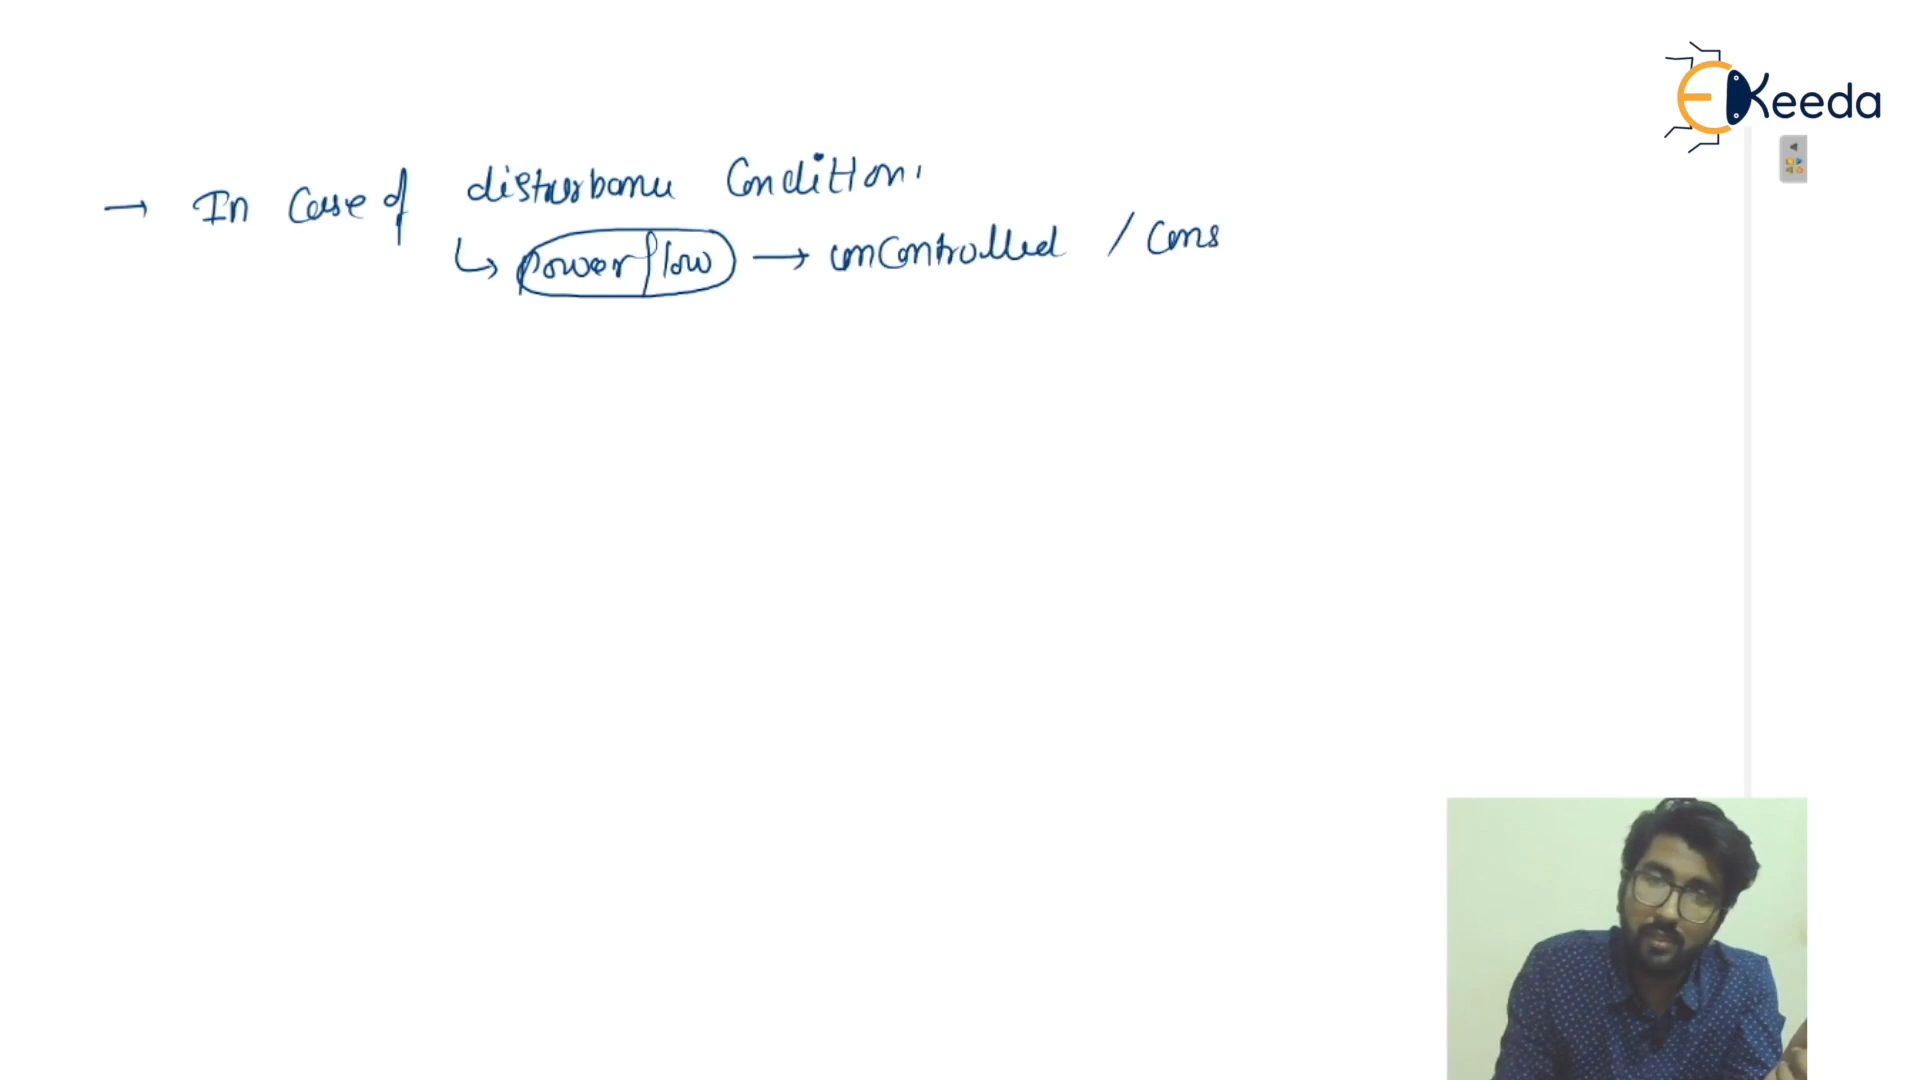 EKeeda
→ In Case of disturbance Condition.
↳ power flow → uncontrolled / Cons